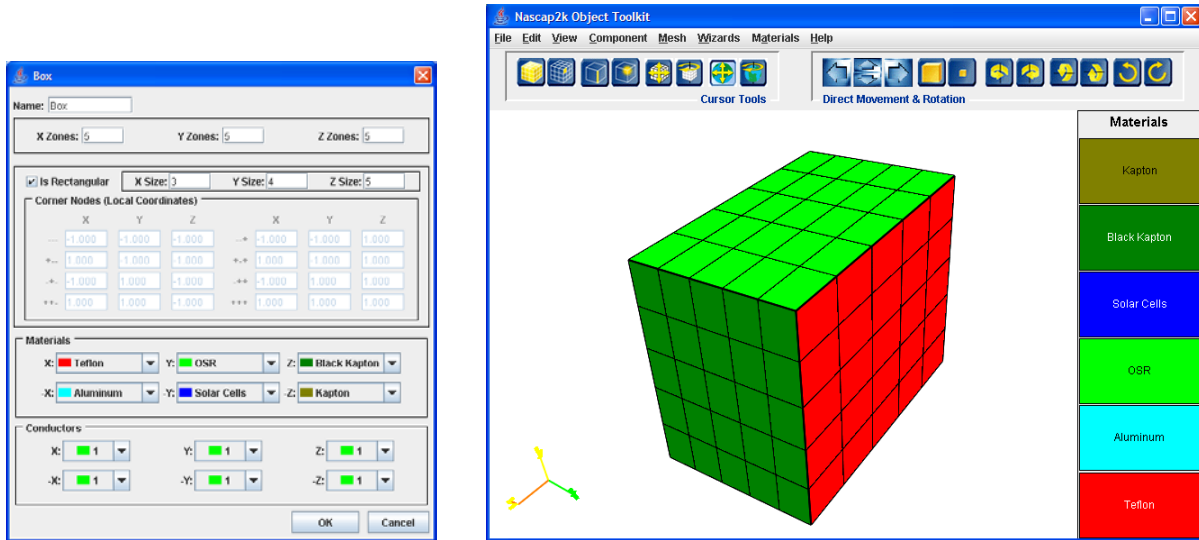 Box
Name: Box
X Zones: 5 Y Zones: 5 Z Zones: 5
Is Rectangular X Size: 3 Y Size: 4 Z Size: 5
Corner Nodes (Local Coordinates)
X Y Z X Y Z
--- -1.000 -1.000 -1.000 --+ -1.000 -1.000 1.000
+-- 1.000 -1.000 -1.000 +-+ 1.000 -1.000 1.000
-+- -1.000 1.000 -1.000 -++ -1.000 1.000 1.000
++- 1.000 1.000 -1.000 +++ 1.000 1.000 1.000
Materials
X: Teflon Y: OSR Z: Black Kapton
-X: Aluminum -Y: Solar Cells -Z: Kapton
Conductors
X: 1 Y: 1 Z: 1
-X: 1 -Y: 1 -Z: 1
OK Cancel
Nascap2k Object Toolkit
File Edit View Component Mesh Wizards Materials Help
Cursor Tools Direct Movement & Rotation
Materials
Kapton
Black Kapton
Solar Cells
OSR
Aluminum
Teflon